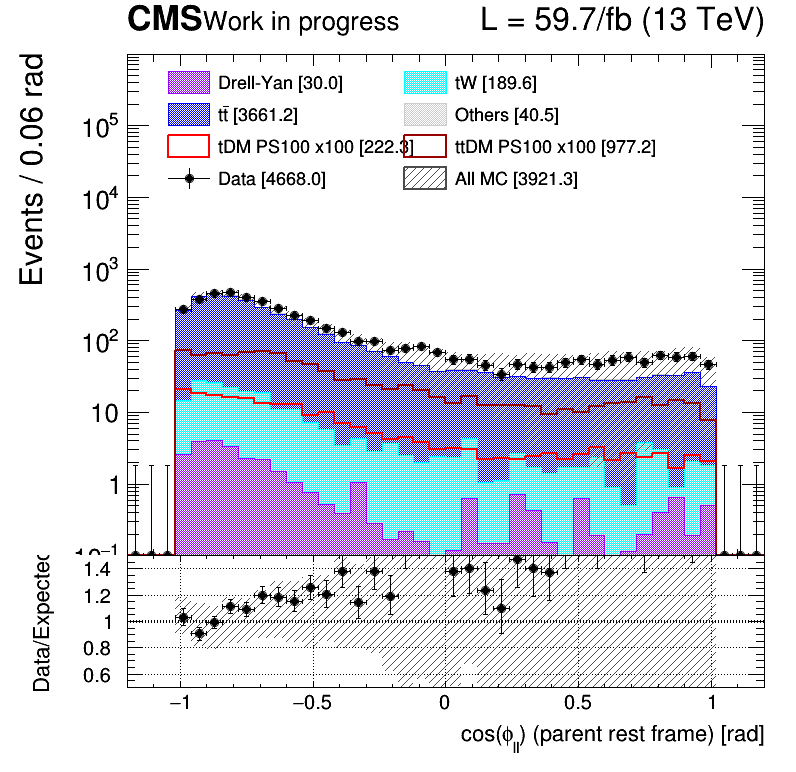 CMS Work in progress L = 59.7/fb (13 TeV)
Events / 0.06 rad
Drell-Yan [30.0] tW [189.6]
tt̄ [3661.2] Others [40.5]
tDM PS100 x100 [222.3] ttDM PS100 x100 [977.2]
Data [4668.0] All MC [3921.3]
10⁵
10⁴
10³
10²
10
1
10⁻¹
Data/Expected
1.4
1.2
1
0.8
0.6
−1 −0.5 0 0.5 1
cos(ϕ_ll) (parent rest frame) [rad]